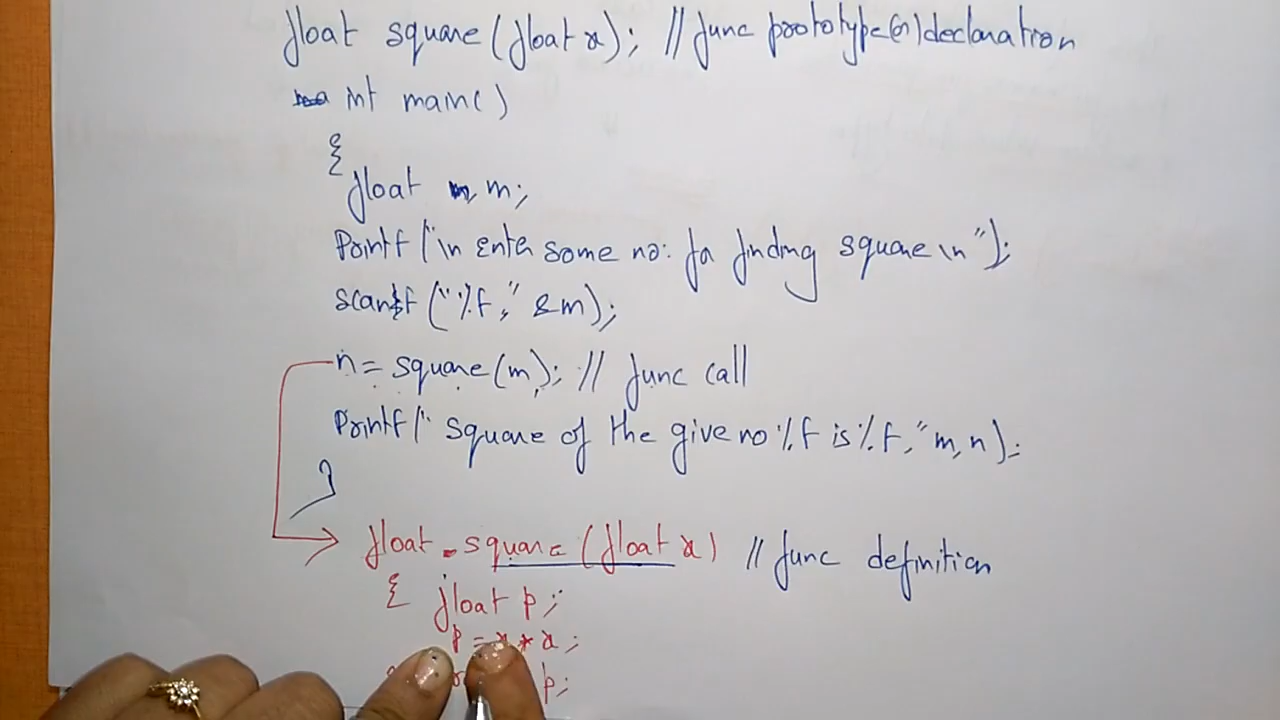 float square (float x); // func prototype (or) declaration
int main()
{
float m;
Printf ("\n enter some no: for finding square \n");
scanf ("%f," &m);
n= square (m); // func call
Printf (" square of the give no %f is %f," m, n);
}
float square (float x) // func definition
{ float p;
p = x * x;
p;